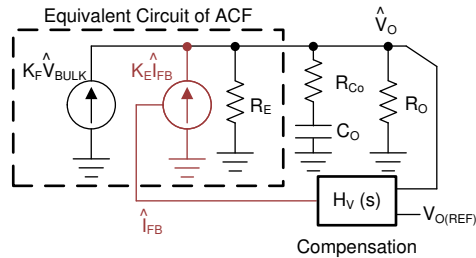 Equivalent Circuit of ACF
V̂O
KFV̂BULK
KEÎFB
RE
RCo
CO
RO
HV (s)
VO(REF)
ÎFB
Compensation